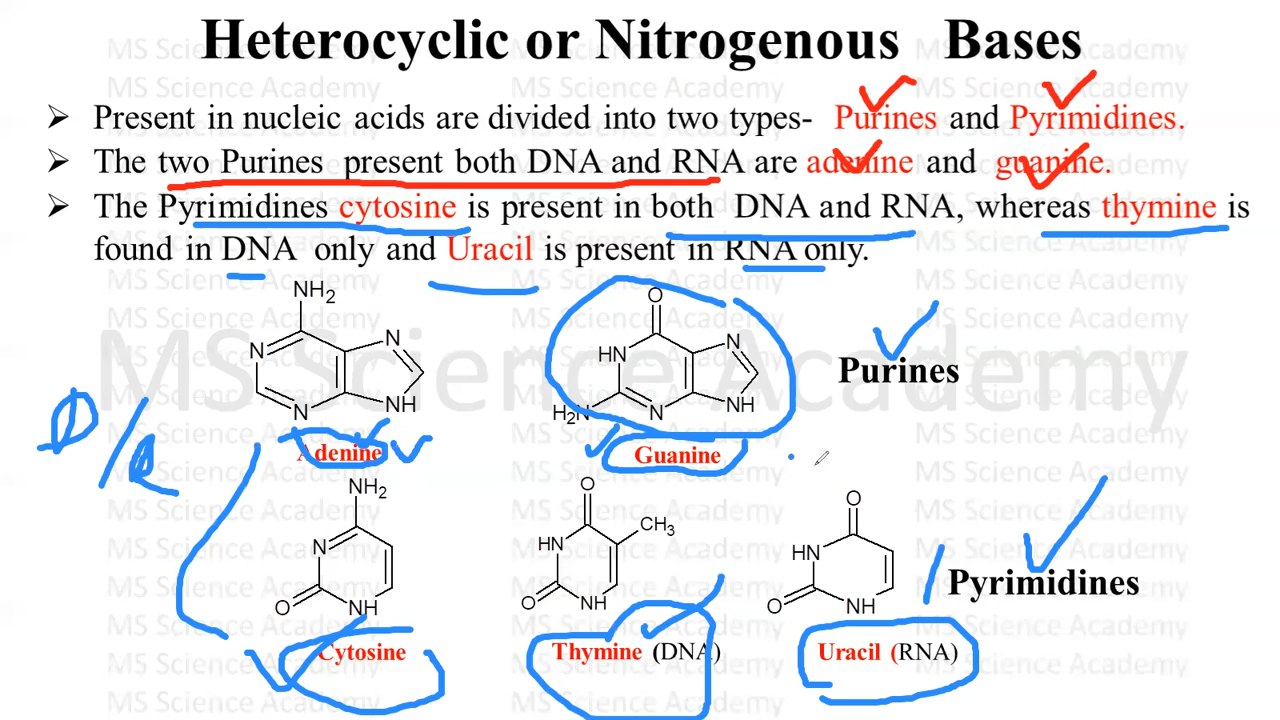 Heterocyclic or Nitrogenous Bases
➢ Present in nucleic acids are divided into two types- Purines and Pyrimidines.
➢ The two Purines present both DNA and RNA are adenine and guanine.
➢ The Pyrimidines cytosine is present in both DNA and RNA, whereas thymine is
found in DNA only and Uracil is present in RNA only.
NH2
N
N
N
NH
Adenine
O
HN
N
H2N
N
NH
Guanine
Purines
D/R
NH2
N
O
NH
Cytosine
O
HN
CH3
O
NH
Thymine (DNA)
O
HN
O
NH
Uracil (RNA)
Pyrimidines
MS Science Academy